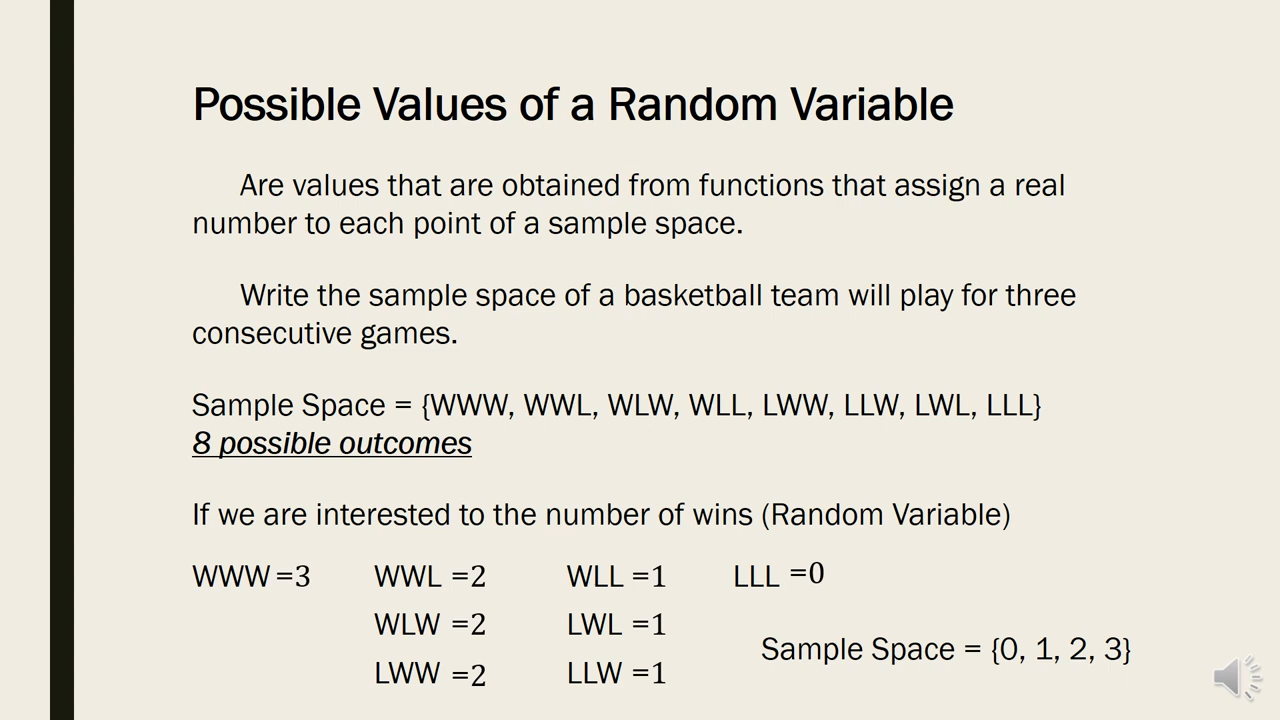 Possible Values of a Random Variable
Are values that are obtained from functions that assign a real
number to each point of a sample space.
Write the sample space of a basketball team will play for three
consecutive games.
Sample Space = {WWW, WWL, WLW, WLL, LWW, LLW, LWL, LLL}
8 possible outcomes
If we are interested to the number of wins (Random Variable)
WWW =3 WWL =2 WLL =1 LLL =0
WLW =2 LWL =1
Sample Space = {0, 1, 2, 3}
LWW =2 LLW =1